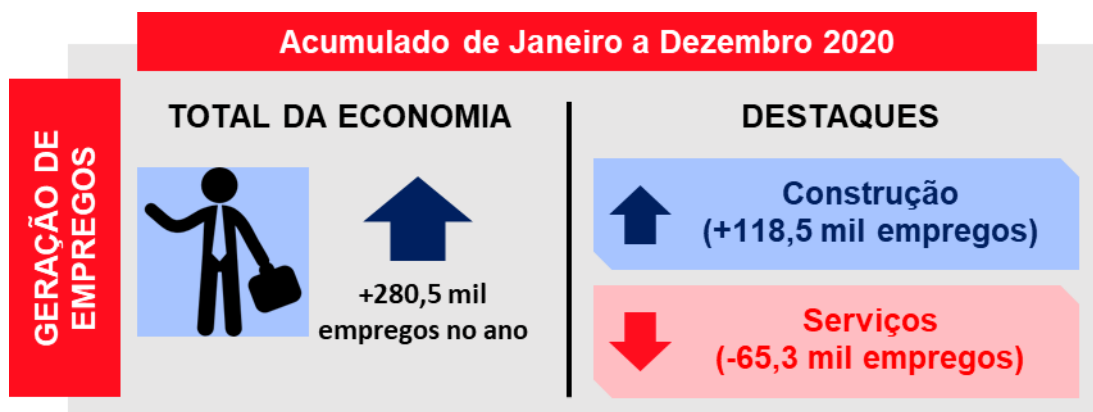 Acumulado de Janeiro a Dezembro 2020
GERAÇÃO DE
EMPREGOS
TOTAL DA ECONOMIA
+280,5 mil
empregos no ano
DESTAQUES
Construção
(+118,5 mil empregos)
Serviços
(-65,3 mil empregos)